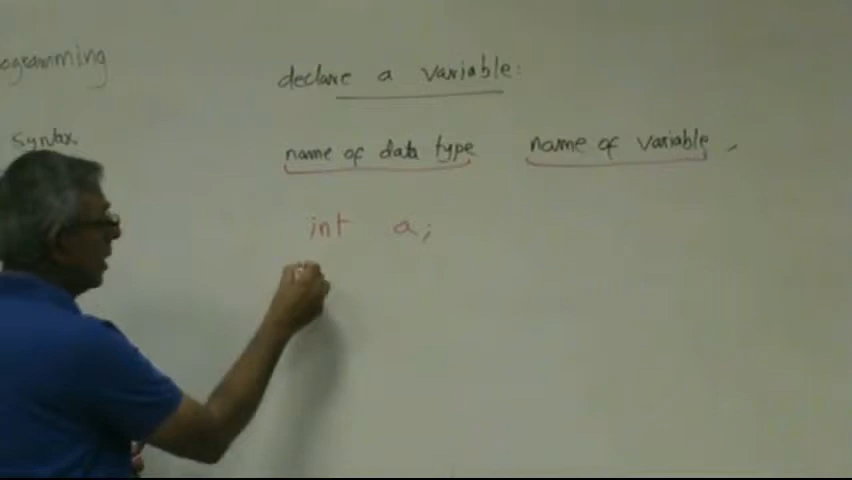 ogramming
declare a variable:
syntax
name of data type name of variable
int a;